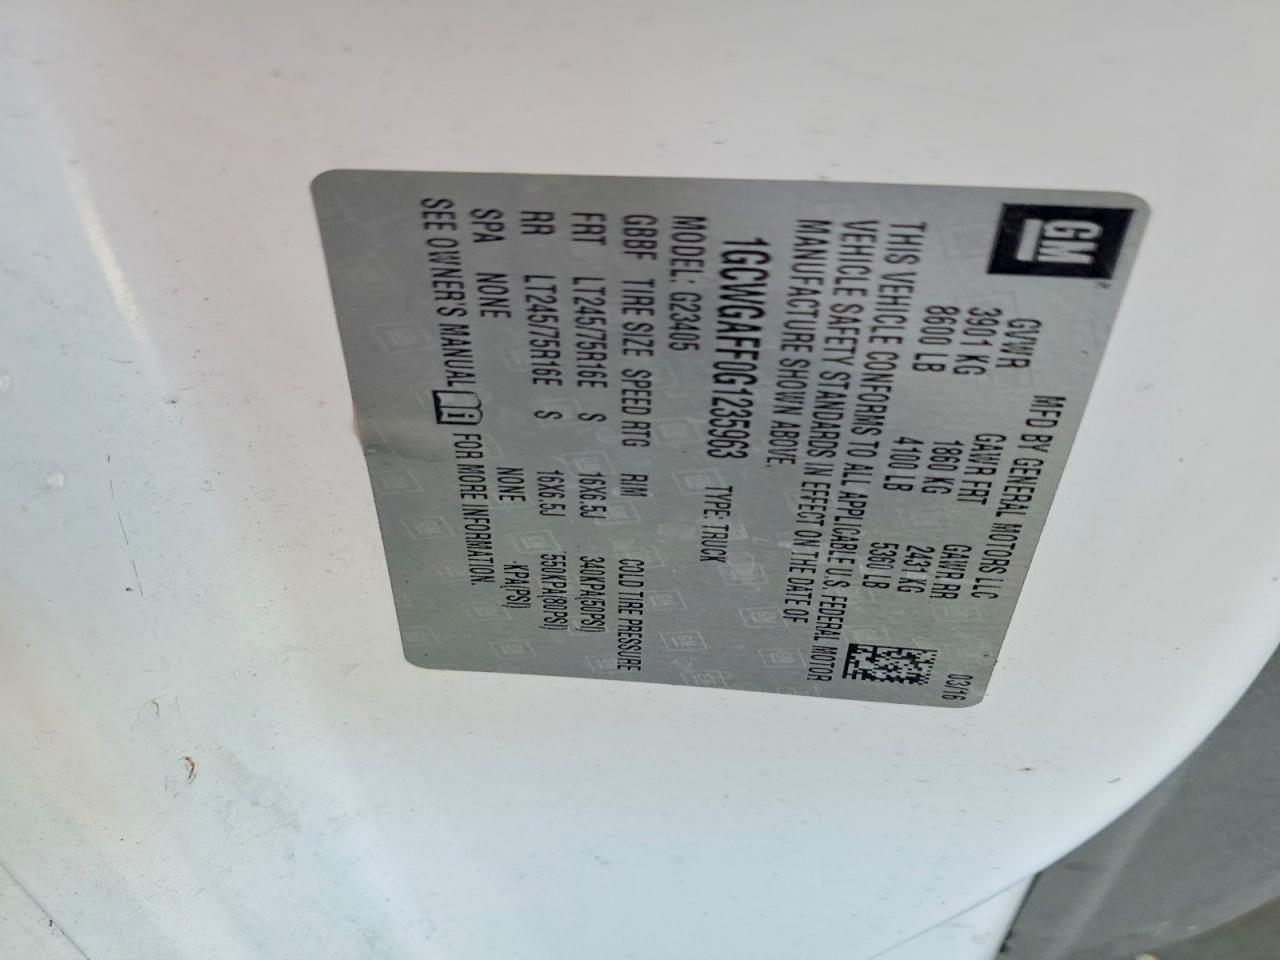 GM
MFD BY GENERAL MOTORS LLC 03/16
GVWR GAWR FRT GAWR RR
3901 KG 1860 KG 2431 KG
8600 LB 4100 LB 5360 LB
THIS VEHICLE CONFORMS TO ALL APPLICABLE U.S. FEDERAL MOTOR
VEHICLE SAFETY STANDARDS IN EFFECT ON THE DATE OF
MANUFACTURE SHOWN ABOVE.
1GCWGAFF0G1235963 TYPE: TRUCK
MODEL: G23405
GBBF TIRE SIZE SPEED RTG RIM COLD TIRE PRESSURE
FRT LT245/75R16E S 16X6.5J 340KPA(50PSI)
RR LT245/75R16E S 16X6.5J 550KPA(80PSI)
SPA NONE NONE -KPA(PSI)
SEE OWNER'S MANUAL FOR MORE INFORMATION.